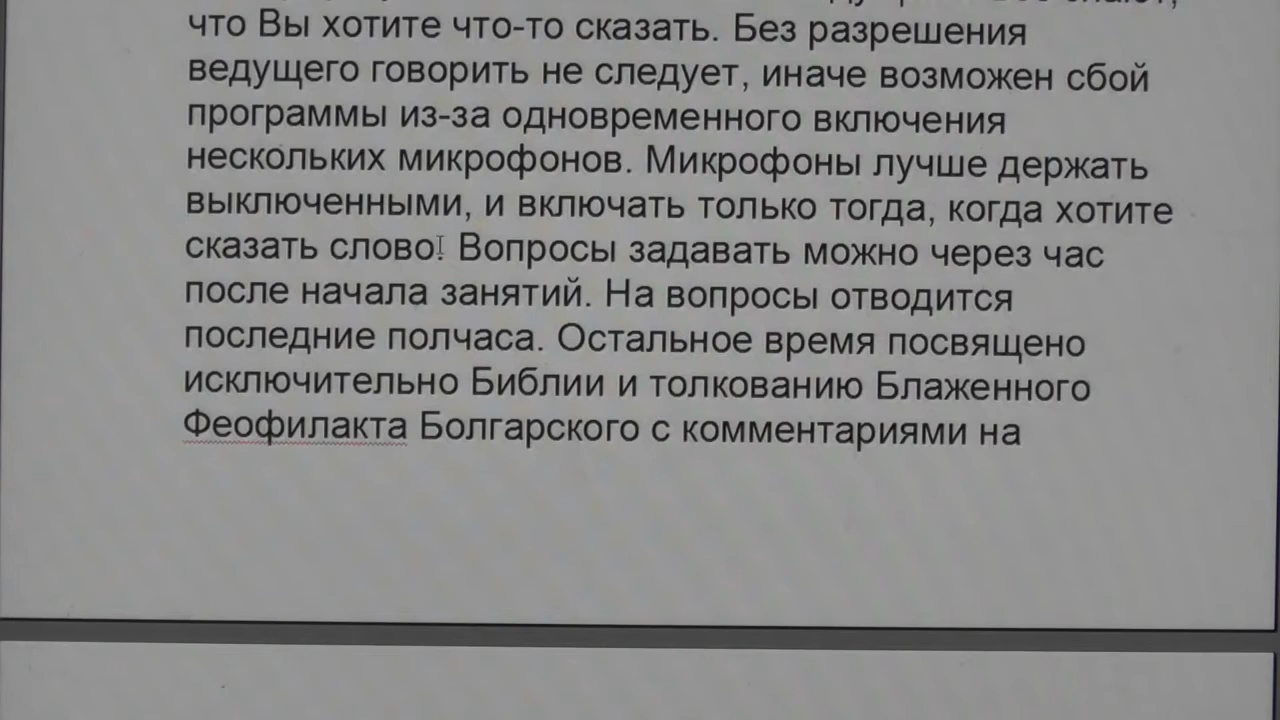 что Вы хотите что-то сказать. Без разрешения
ведущего говорить не следует, иначе возможен сбой
программы из-за одновременного включения
нескольких микрофонов. Микрофоны лучше держать
выключенными, и включать только тогда, когда хотите
сказать слово. Вопросы задавать можно через час
после начала занятий. На вопросы отводится
последние полчаса. Остальное время посвящено
исключительно Библии и толкованию Блаженного
Феофилакта Болгарского с комментариями на